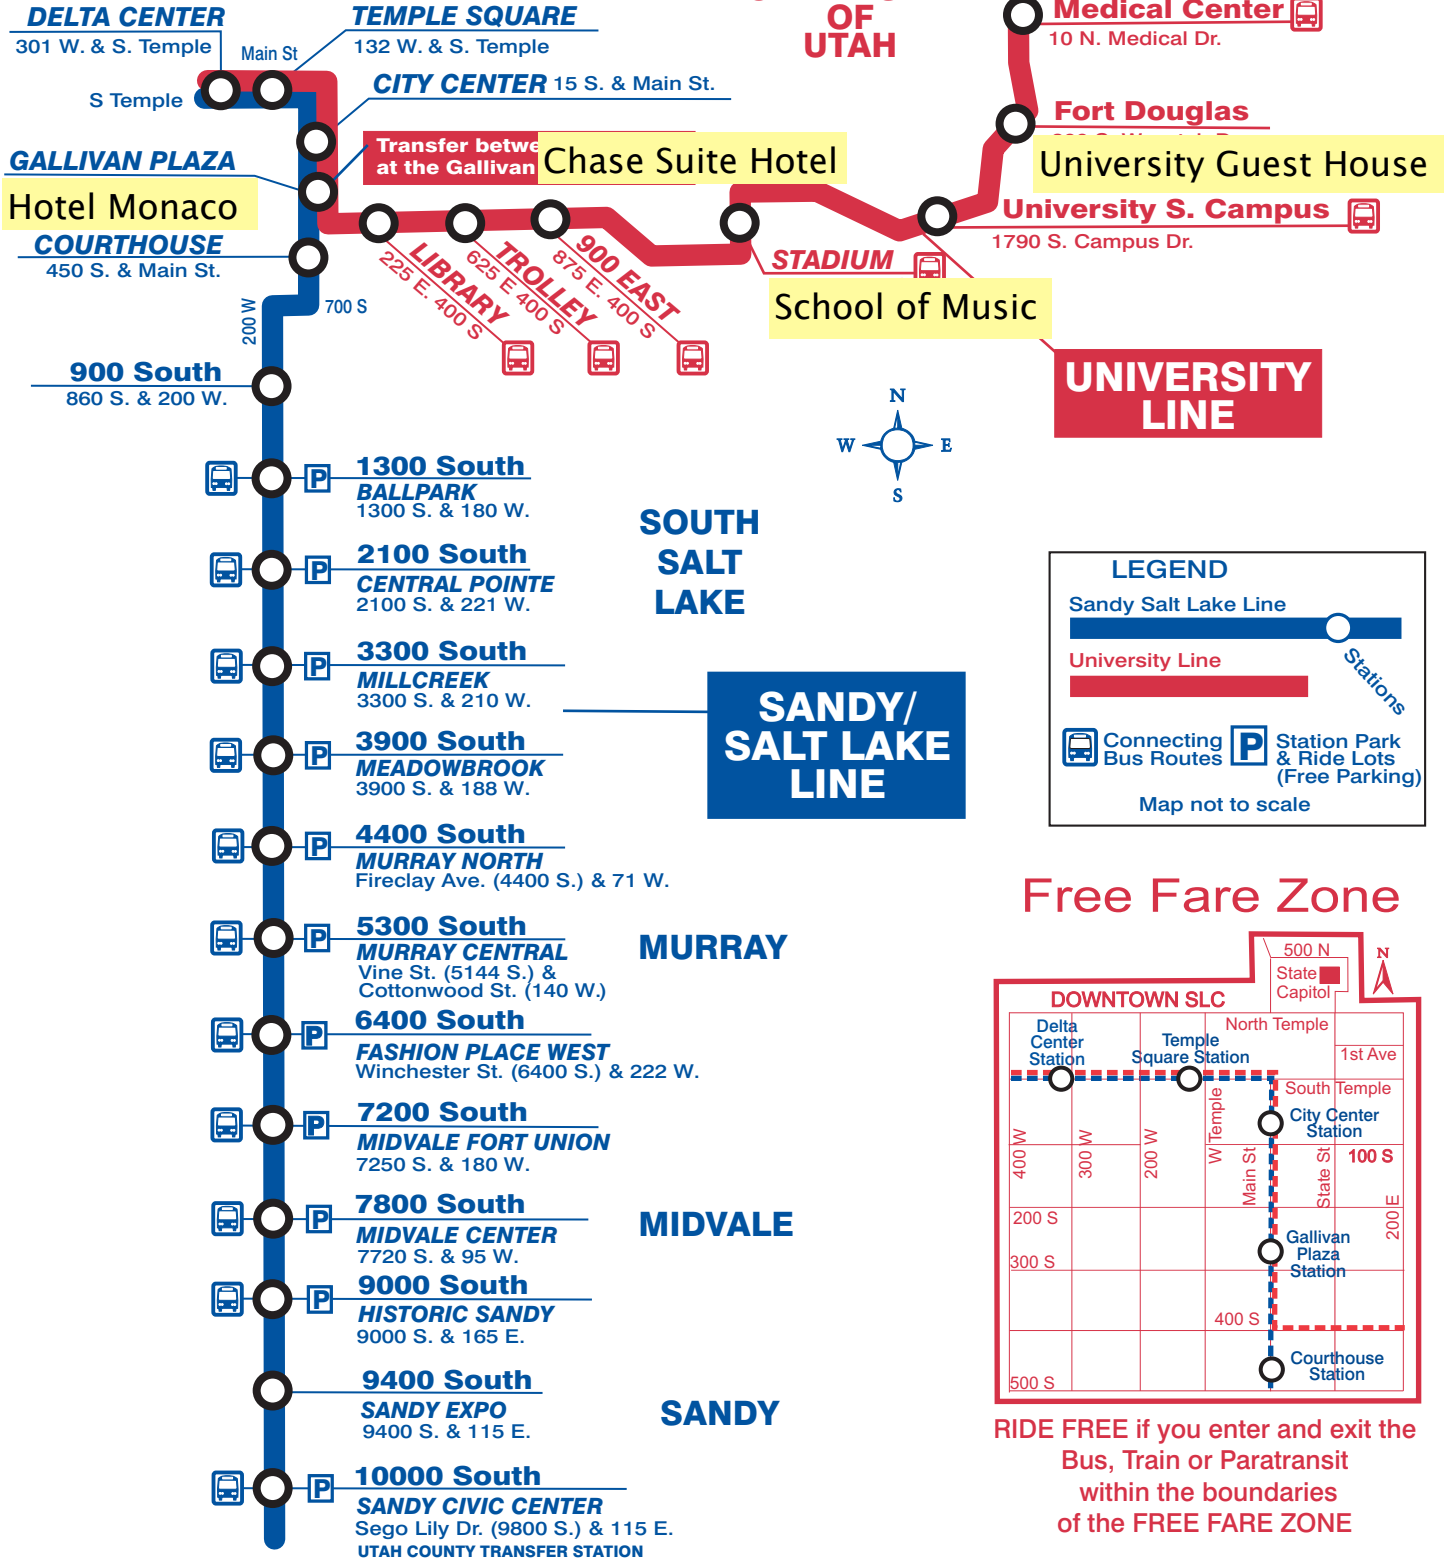 DELTA CENTER
301 W. & S. Temple
Main St
TEMPLE SQUARE
132 W. & S. Temple
S Temple
CITY CENTER 15 S. & Main St.
OF
UTAH
Medical Center
10 N. Medical Dr.
Fort Douglas
GALLIVAN PLAZA
Hotel Monaco
Transfer betwe
at the Gallivan
Chase Suite Hotel
University Guest House
University S. Campus
1790 S. Campus Dr.
COURTHOUSE
450 S. & Main St.
LIBRARY
225 E. 400 S
TROLLEY
625 E 400 S
900 EAST
875 E. 400 S
STADIUM
School of Music
200 W
700 S
UNIVERSITY
LINE
900 South
860 S. & 200 W.
N
W
E
S
P
1300 South
BALLPARK
1300 S. & 180 W.
P
2100 South
CENTRAL POINTE
2100 S. & 221 W.
SOUTH
SALT
LAKE
P
3300 South
MILLCREEK
3300 S. & 210 W.
SANDY/
SALT LAKE
LINE
P
3900 South
MEADOWBROOK
3900 S. & 188 W.
P
4400 South
MURRAY NORTH
Fireclay Ave. (4400 S.) & 71 W.
P
5300 South
MURRAY CENTRAL
Vine St. (5144 S.) &
Cottonwood St. (140 W.)
MURRAY
P
6400 South
FASHION PLACE WEST
Winchester St. (6400 S.) & 222 W.
P
7200 South
MIDVALE FORT UNION
7250 S. & 180 W.
P
7800 South
MIDVALE CENTER
7720 S. & 95 W.
MIDVALE
P
9000 South
HISTORIC SANDY
9000 S. & 165 E.
9400 South
SANDY EXPO
9400 S. & 115 E.
SANDY
P
10000 South
SANDY CIVIC CENTER
Sego Lily Dr. (9800 S.) & 115 E.
UTAH COUNTY TRANSFER STATION
LEGEND
Sandy Salt Lake Line
University Line
Stations
Connecting
Bus Routes
P
Station Park
& Ride Lots
(Free Parking)
Map not to scale
Free Fare Zone
500 N
N
State
Capitol
DOWNTOWN SLC
North Temple
Delta
Center
Station
Temple
Square Station
1st Ave
South Temple
City Center
Station
400 W
300 W
200 W
W Temple
Main St
State St
100 S
200 E
200 S
Gallivan
Plaza
Station
300 S
400 S
Courthouse
Station
500 S
RIDE FREE if you enter and exit the
Bus, Train or Paratransit
within the boundaries
of the FREE FARE ZONE